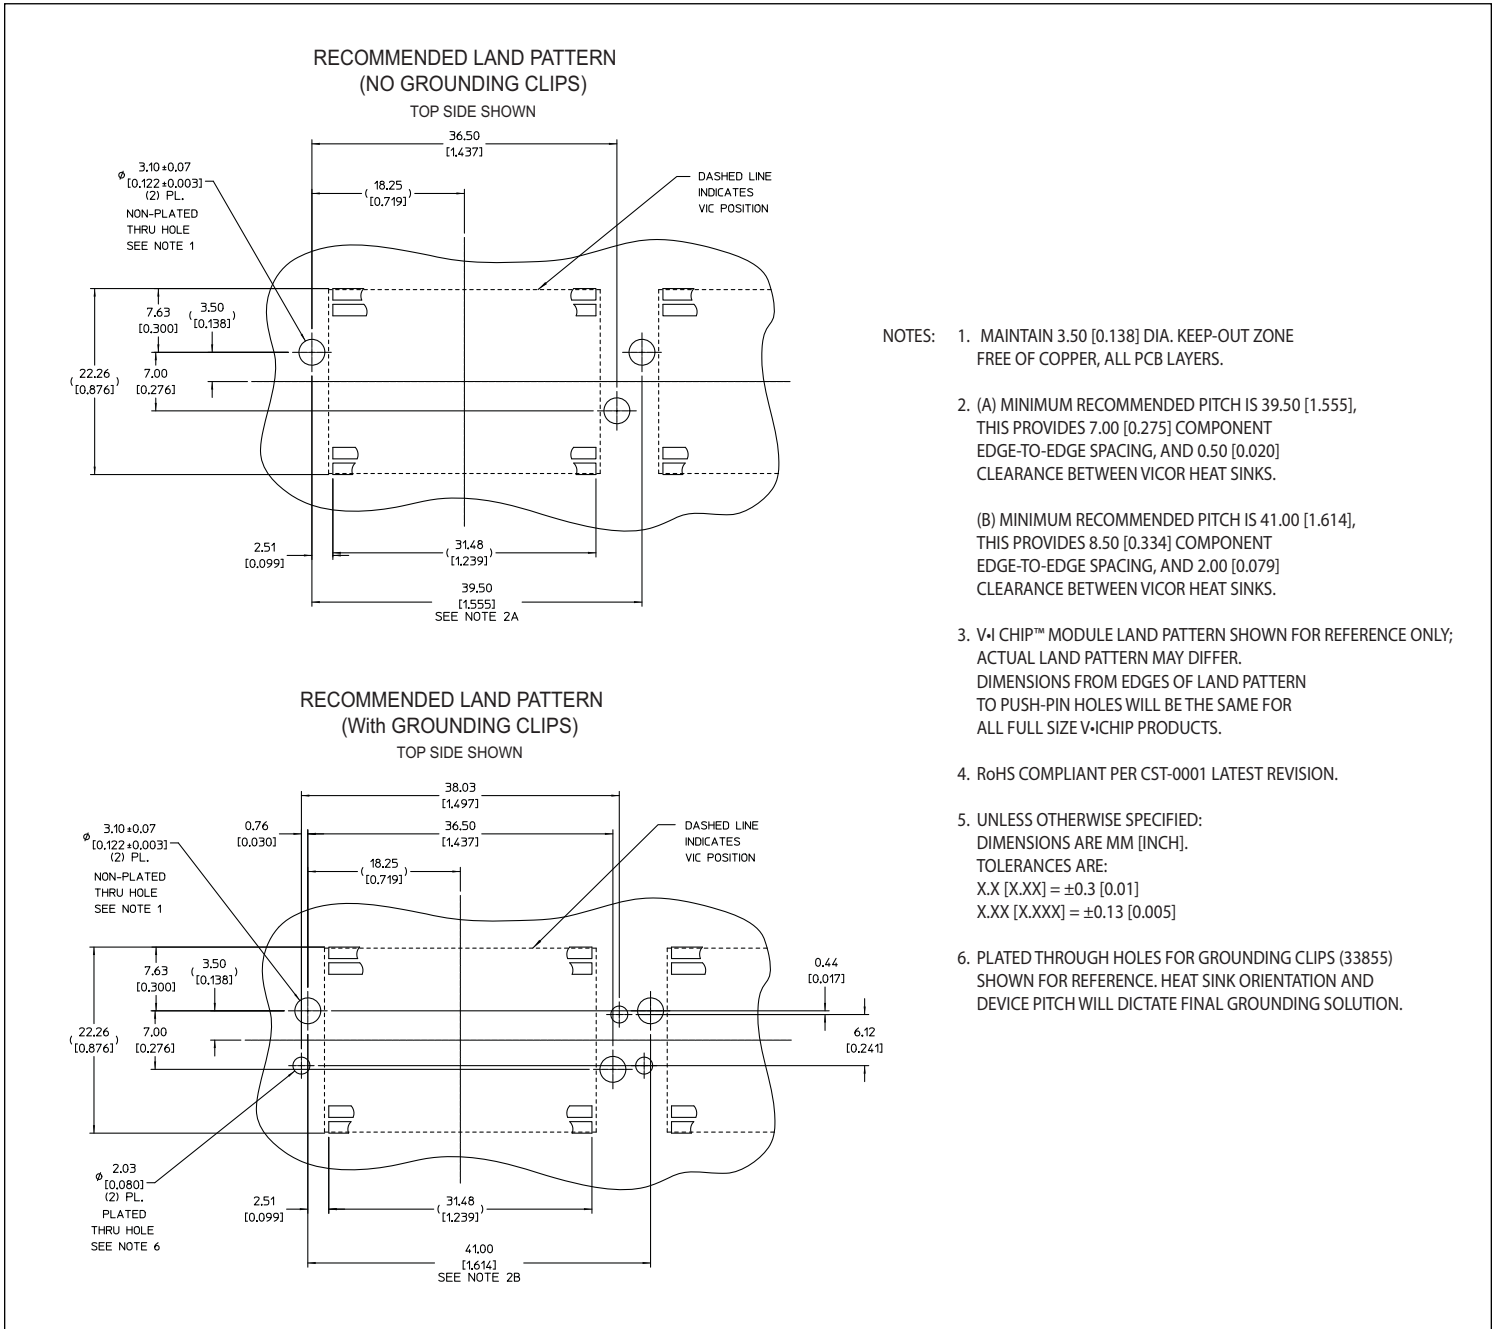 RECOMMENDED LAND PATTERN
(NO GROUNDING CLIPS)
TOP SIDE SHOWN
36.50
[1.437]
ø 3.10 ±0.07
[0.122 ±0.003]
(2) PL.
NON-PLATED
THRU HOLE
SEE NOTE 1
(18.25)
[0.719]
DASHED LINE
INDICATES
VIC POSITION
7.63
[0.300]
(3.50)
[0.138]
(22.26)
[0.876]
7.00
[0.276]
2.51
[0.099]
(31.48)
[1.239]
39.50
[1.555]
SEE NOTE 2A
RECOMMENDED LAND PATTERN
(With GROUNDING CLIPS)
TOP SIDE SHOWN
38.03
[1.497]
0.76
[0.030]
36.50
[1.437]
ø 3.10 ±0.07
[0.122 ±0.003]
(2) PL.
NON-PLATED
THRU HOLE
SEE NOTE 1
(18.25)
[0.719]
DASHED LINE
INDICATES
VIC POSITION
7.63
[0.300]
(3.50)
[0.138]
0.44
[0.017]
(22.26)
[0.876]
7.00
[0.276]
6.12
[0.241]
ø 2.03
[0.080]
(2) PL.
PLATED
THRU HOLE
SEE NOTE 6
2.51
[0.099]
(31.48)
[1.239]
41.00
[1.614]
SEE NOTE 2B
NOTES: 1. MAINTAIN 3.50 [0.138] DIA. KEEP-OUT ZONE
FREE OF COPPER, ALL PCB LAYERS.
2. (A) MINIMUM RECOMMENDED PITCH IS 39.50 [1.555],
THIS PROVIDES 7.00 [0.275] COMPONENT
EDGE-TO-EDGE SPACING, AND 0.50 [0.020]
CLEARANCE BETWEEN VICOR HEAT SINKS.
(B) MINIMUM RECOMMENDED PITCH IS 41.00 [1.614],
THIS PROVIDES 8.50 [0.334] COMPONENT
EDGE-TO-EDGE SPACING, AND 2.00 [0.079]
CLEARANCE BETWEEN VICOR HEAT SINKS.
3. V•I CHIP™ MODULE LAND PATTERN SHOWN FOR REFERENCE ONLY;
ACTUAL LAND PATTERN MAY DIFFER.
DIMENSIONS FROM EDGES OF LAND PATTERN
TO PUSH-PIN HOLES WILL BE THE SAME FOR
ALL FULL SIZE V•ICHIP PRODUCTS.
4. RoHS COMPLIANT PER CST-0001 LATEST REVISION.
5. UNLESS OTHERWISE SPECIFIED:
DIMENSIONS ARE MM [INCH].
TOLERANCES ARE:
X.X [X.XX] = ±0.3 [0.01]
X.XX [X.XXX] = ±0.13 [0.005]
6. PLATED THROUGH HOLES FOR GROUNDING CLIPS (33855)
SHOWN FOR REFERENCE. HEAT SINK ORIENTATION AND
DEVICE PITCH WILL DICTATE FINAL GROUNDING SOLUTION.